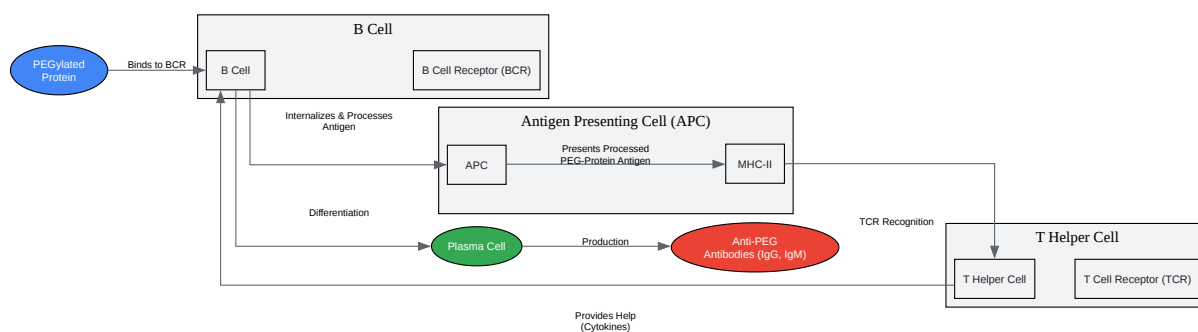 B Cell
PEGylated
Protein
Binds to BCR
B Cell
B Cell Receptor (BCR)
Internalizes & Processes
Antigen
Antigen Presenting Cell (APC)
APC
Presents Processed
PEG-Protein Antigen
MHC-II
Differentiation
TCR Recognition
Plasma Cell
Production
Anti-PEG
Antibodies (IgG, IgM)
T Helper Cell
T Helper Cell
T Cell Receptor (TCR)
Provides Help
(Cytokines)